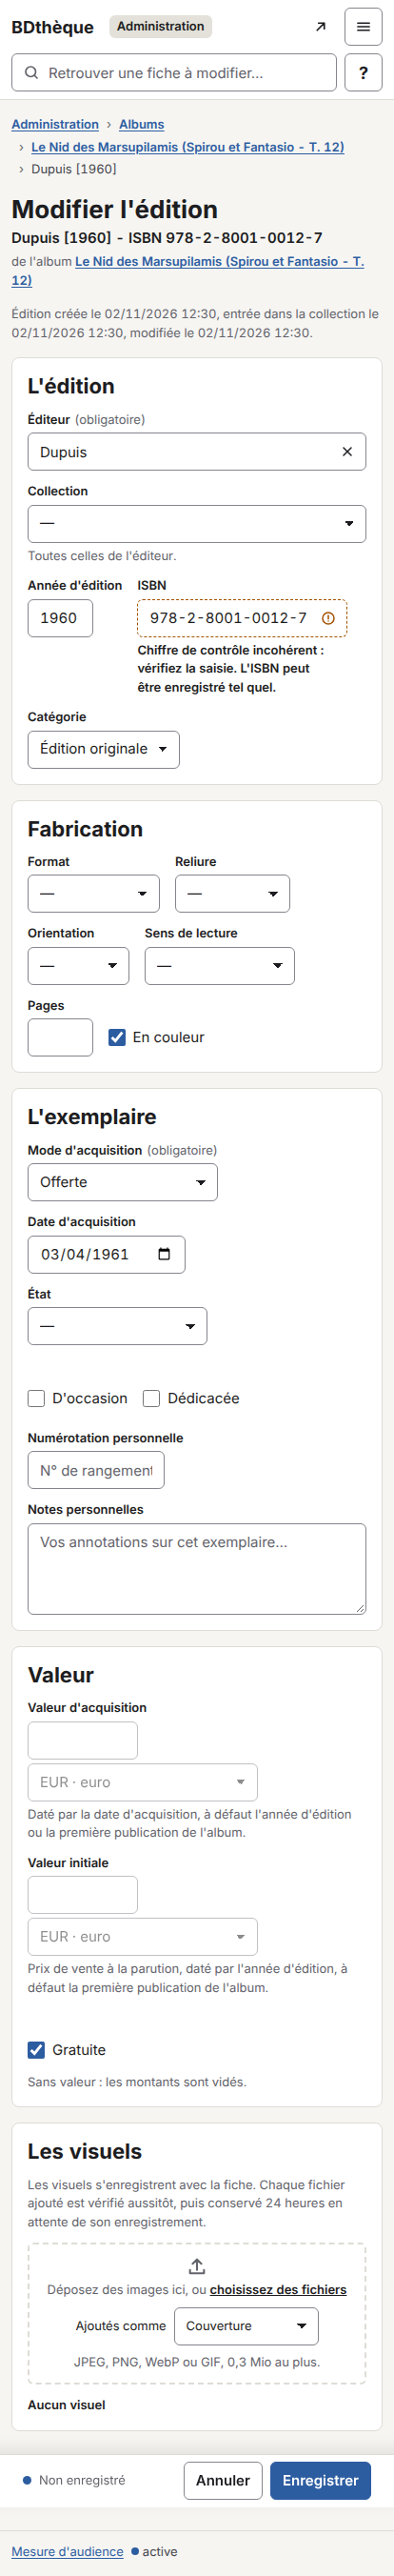 BDthèque Administration
Retrouver une fiche à modifier... ?
Administration › Albums
› Le Nid des Marsupilamis (Spirou et Fantasio - T. 12)
› Dupuis [1960]
Modifier l'édition
Dupuis [1960] - ISBN 978-2-8001-0012-7
de l'album Le Nid des Marsupilamis (Spirou et Fantasio - T.
12)
Édition créée le 02/11/2026 12:30, entrée dans la collection le
02/11/2026 12:30, modifiée le 02/11/2026 12:30.
L'édition
Éditeur (obligatoire)
Dupuis
Collection
—
Toutes celles de l'éditeur.
Année d'édition ISBN
1960 978-2-8001-0012-7
Chiffre de contrôle incohérent :
vérifiez la saisie. L'ISBN peut
être enregistré tel quel.
Catégorie
Édition originale
Fabrication
Format Reliure
— —
Orientation Sens de lecture
— —
Pages
En couleur
L'exemplaire
Mode d'acquisition (obligatoire)
Offerte
Date d'acquisition
03/04/1961
État
—
D'occasion Dédicacée
Numérotation personnelle
N° de rangement
Notes personnelles
Vos annotations sur cet exemplaire...
Valeur
Valeur d'acquisition
EUR · euro
Daté par la date d'acquisition, à défaut l'année d'édition
ou la première publication de l'album.
Valeur initiale
EUR · euro
Prix de vente à la parution, daté par l'année d'édition, à
défaut la première publication de l'album.
Gratuite
Sans valeur : les montants sont vidés.
Les visuels
Les visuels s'enregistrent avec la fiche. Chaque fichier
ajouté est vérifié aussitôt, puis conservé 24 heures en
attente de son enregistrement.
Déposez des images ici, ou choisissez des fichiers
Ajoutés comme Couverture
JPEG, PNG, WebP ou GIF, 0,3 Mio au plus.
Aucun visuel
Non enregistré Annuler Enregistrer
Mesure d'audience active